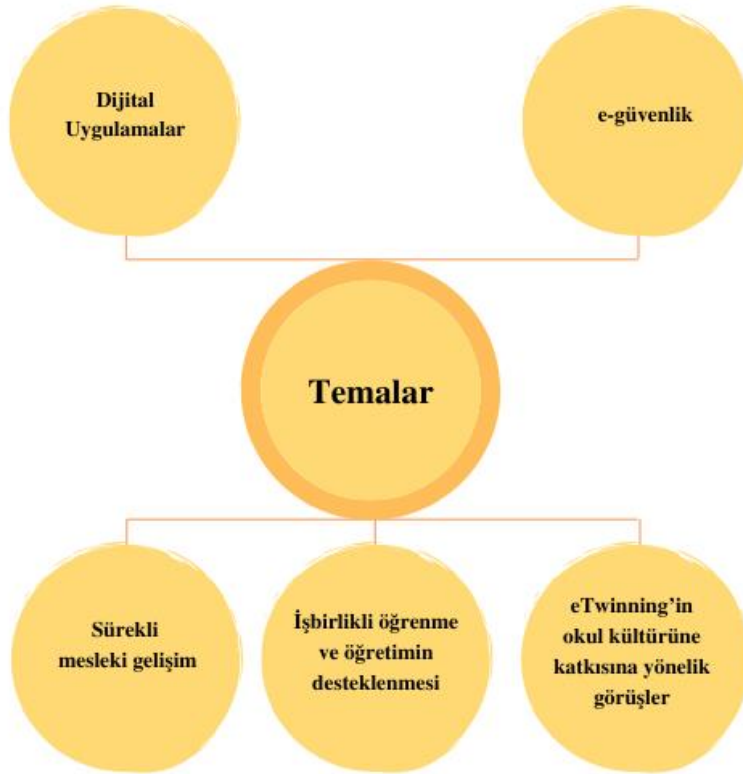 Dijital
Uygulamalar
e-güvenlik
Temalar
Sürekli
mesleki gelişim
İşbirlikli öğrenme
ve öğretimin
desteklenmesi
eTwinning’in
okul kültürüne
katkısına yönelik
görüşler